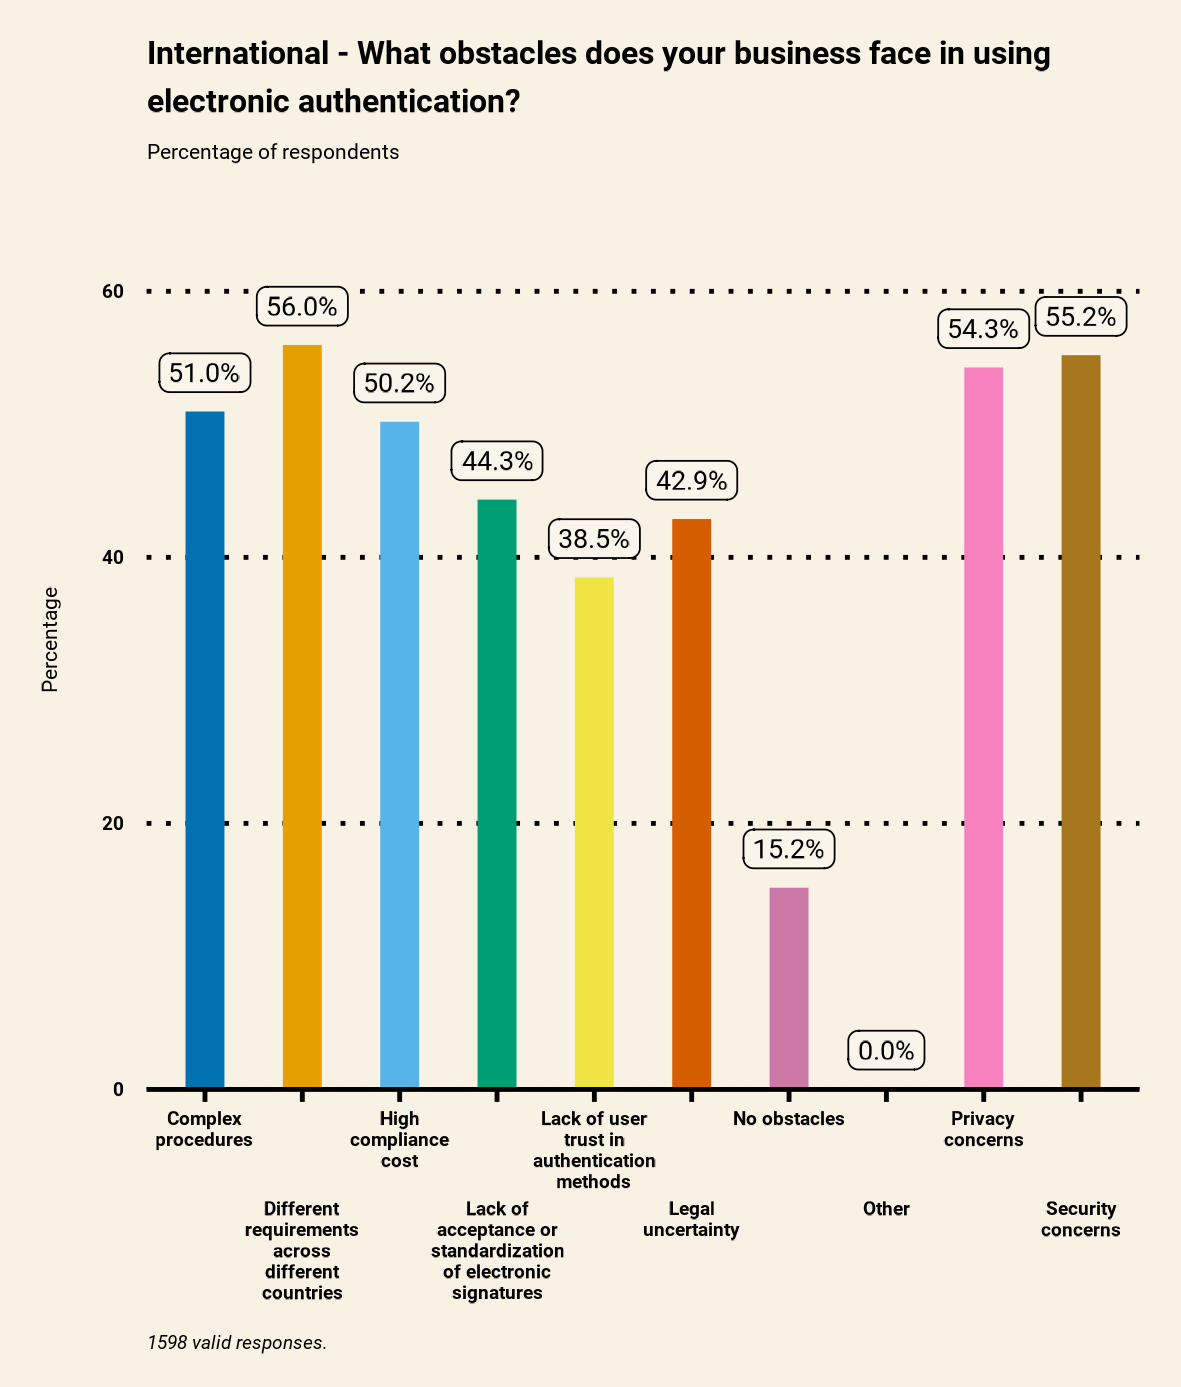 International - What obstacles does your business face in using
electronic authentication?
Percentage of respondents
Percentage
60
40
20
0
51.0%
56.0%
50.2%
44.3%
38.5%
42.9%
15.2%
0.0%
54.3%
55.2%
Complex
procedures
Different
requirements
across
different
countries
High
compliance
cost
Lack of
acceptance or
standardization
of electronic
signatures
Lack of user
trust in
authentication
methods
Legal
uncertainty
No obstacles
Other
Privacy
concerns
Security
concerns
1598 valid responses.